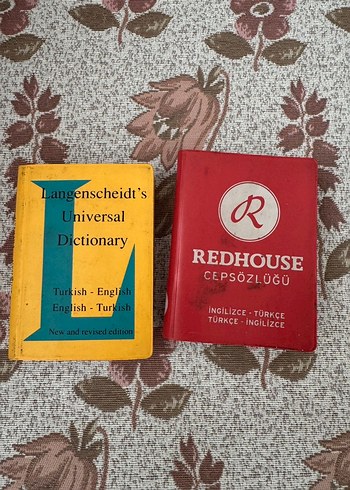 Langenscheidt's
Universal
Dictionary
Turkish - English
English - Turkish
New and revised edition
R
REDHOUSE
CEPSÖZLÜĞÜ
İNGİLİZCE - TÜRKÇE
TÜRKÇE - İNGİLİZCE